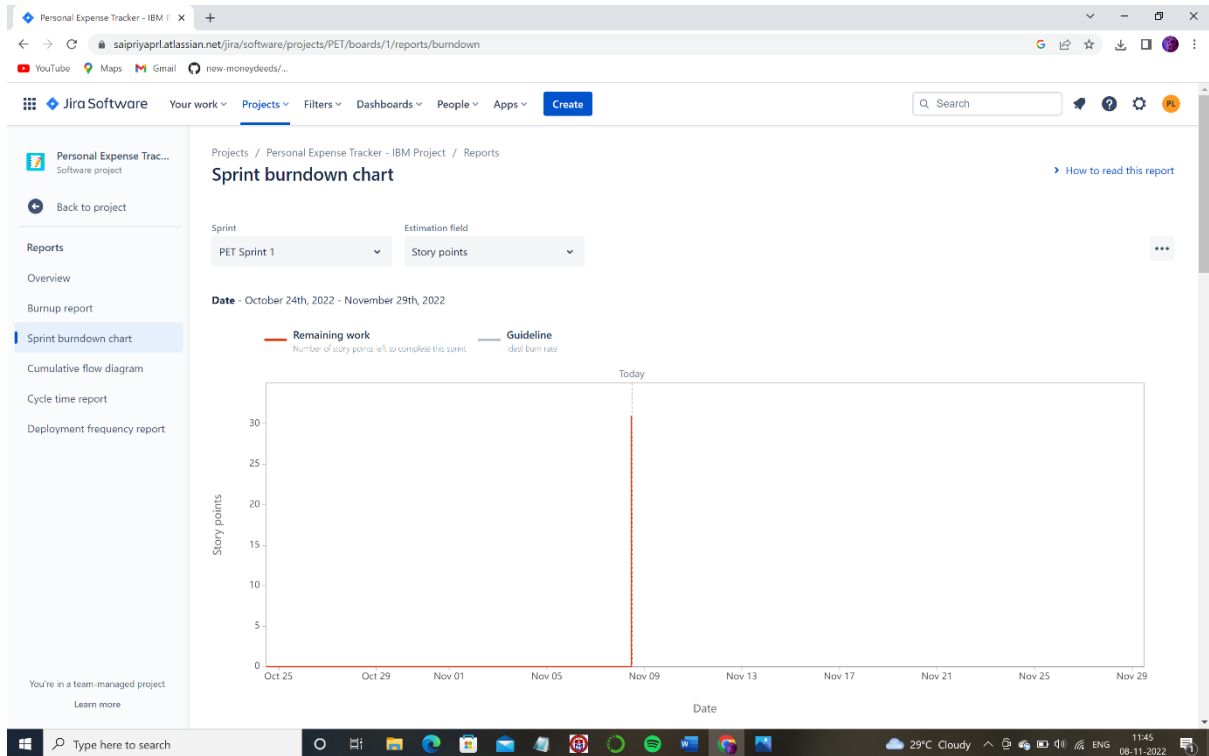 Personal Expense Tracker - IBM P
saipriyaprl.atlassian.net/jira/software/projects/PET/boards/1/reports/burndown
YouTube Maps Gmail new-moneydeeds/...
Jira Software Your work Projects Filters Dashboards People Apps Create Search PL
Personal Expense Trac...
Software project
Back to project
Reports
Overview
Burnup report
Sprint burndown chart
Cumulative flow diagram
Cycle time report
Deployment frequency report
You're in a team-managed project
Learn more
Projects / Personal Expense Tracker - IBM Project / Reports
Sprint burndown chart
How to read this report
Sprint Estimation field
PET Sprint 1 Story points
Date - October 24th, 2022 - November 29th, 2022
Remaining work Guideline
Number of story points left to complete this sprint Ideal burn rate
Today
30
25
20
15
10
5
0
Story points
Oct 25 Oct 29 Nov 01 Nov 05 Nov 09 Nov 13 Nov 17 Nov 21 Nov 25 Nov 29
Date
Type here to search 29°C Cloudy ENG 11:45
08-11-2022